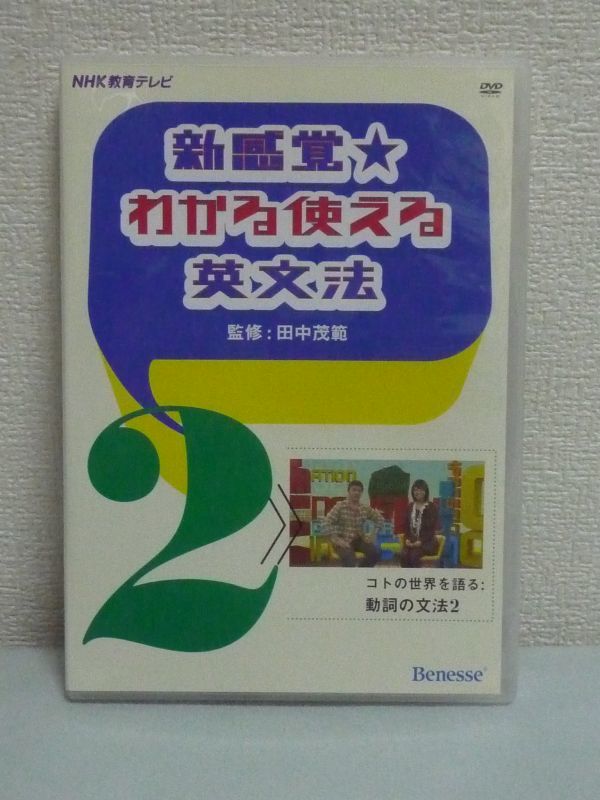 NHK教育テレビ
DVD
新感覚★
わかる使える
英文法
監修：田中茂範
2
コトの世界を語る：
動詞の文法2
Benesse